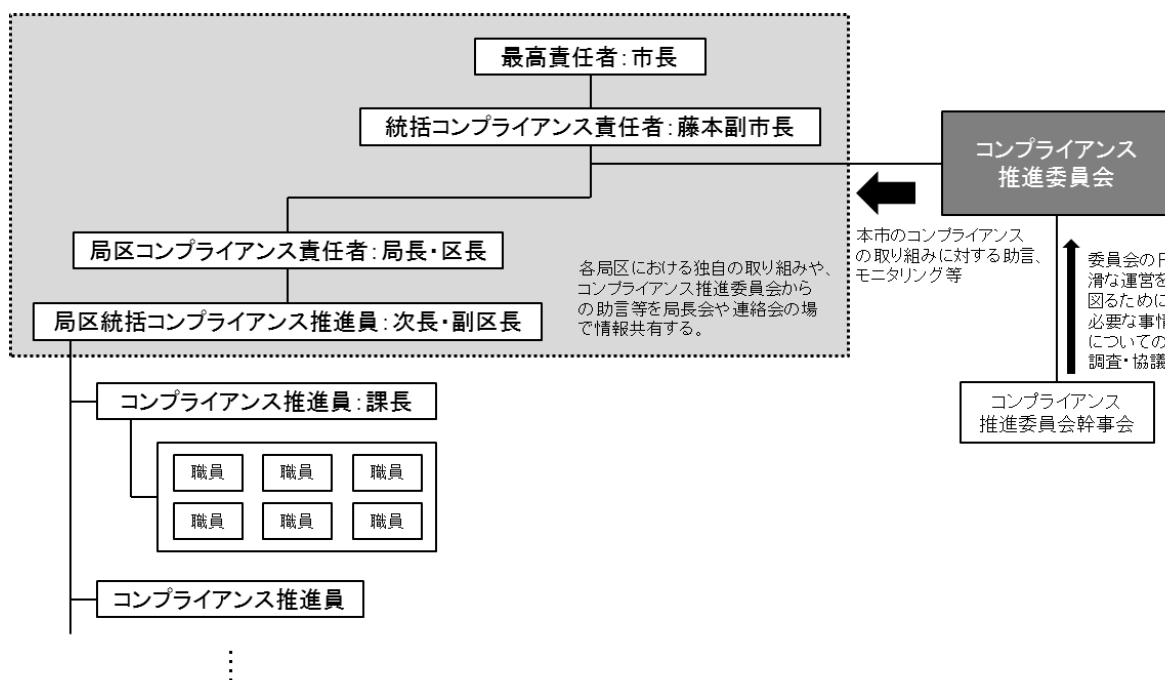 最高責任者：市長
統括コンプライアンス責任者：藤本副市長
コンプライアンス
推進委員会
局区コンプライアンス責任者：局長・区長
各局区における独自の取り組みや、
コンプライアンス推進委員会から
の助言等を局長会や連絡会の場
で情報共有する。
本市のコンプライアンス
の取り組みに対する助言、
モニタリング等
委員会の
滑な運営を
図るために
必要な事
についての
調査・協議
局区統括コンプライアンス推進員：次長・副区長
コンプライアンス推進員：課長
コンプライアンス
推進委員会幹事会
職員 職員 職員
職員 職員 職員
コンプライアンス推進員